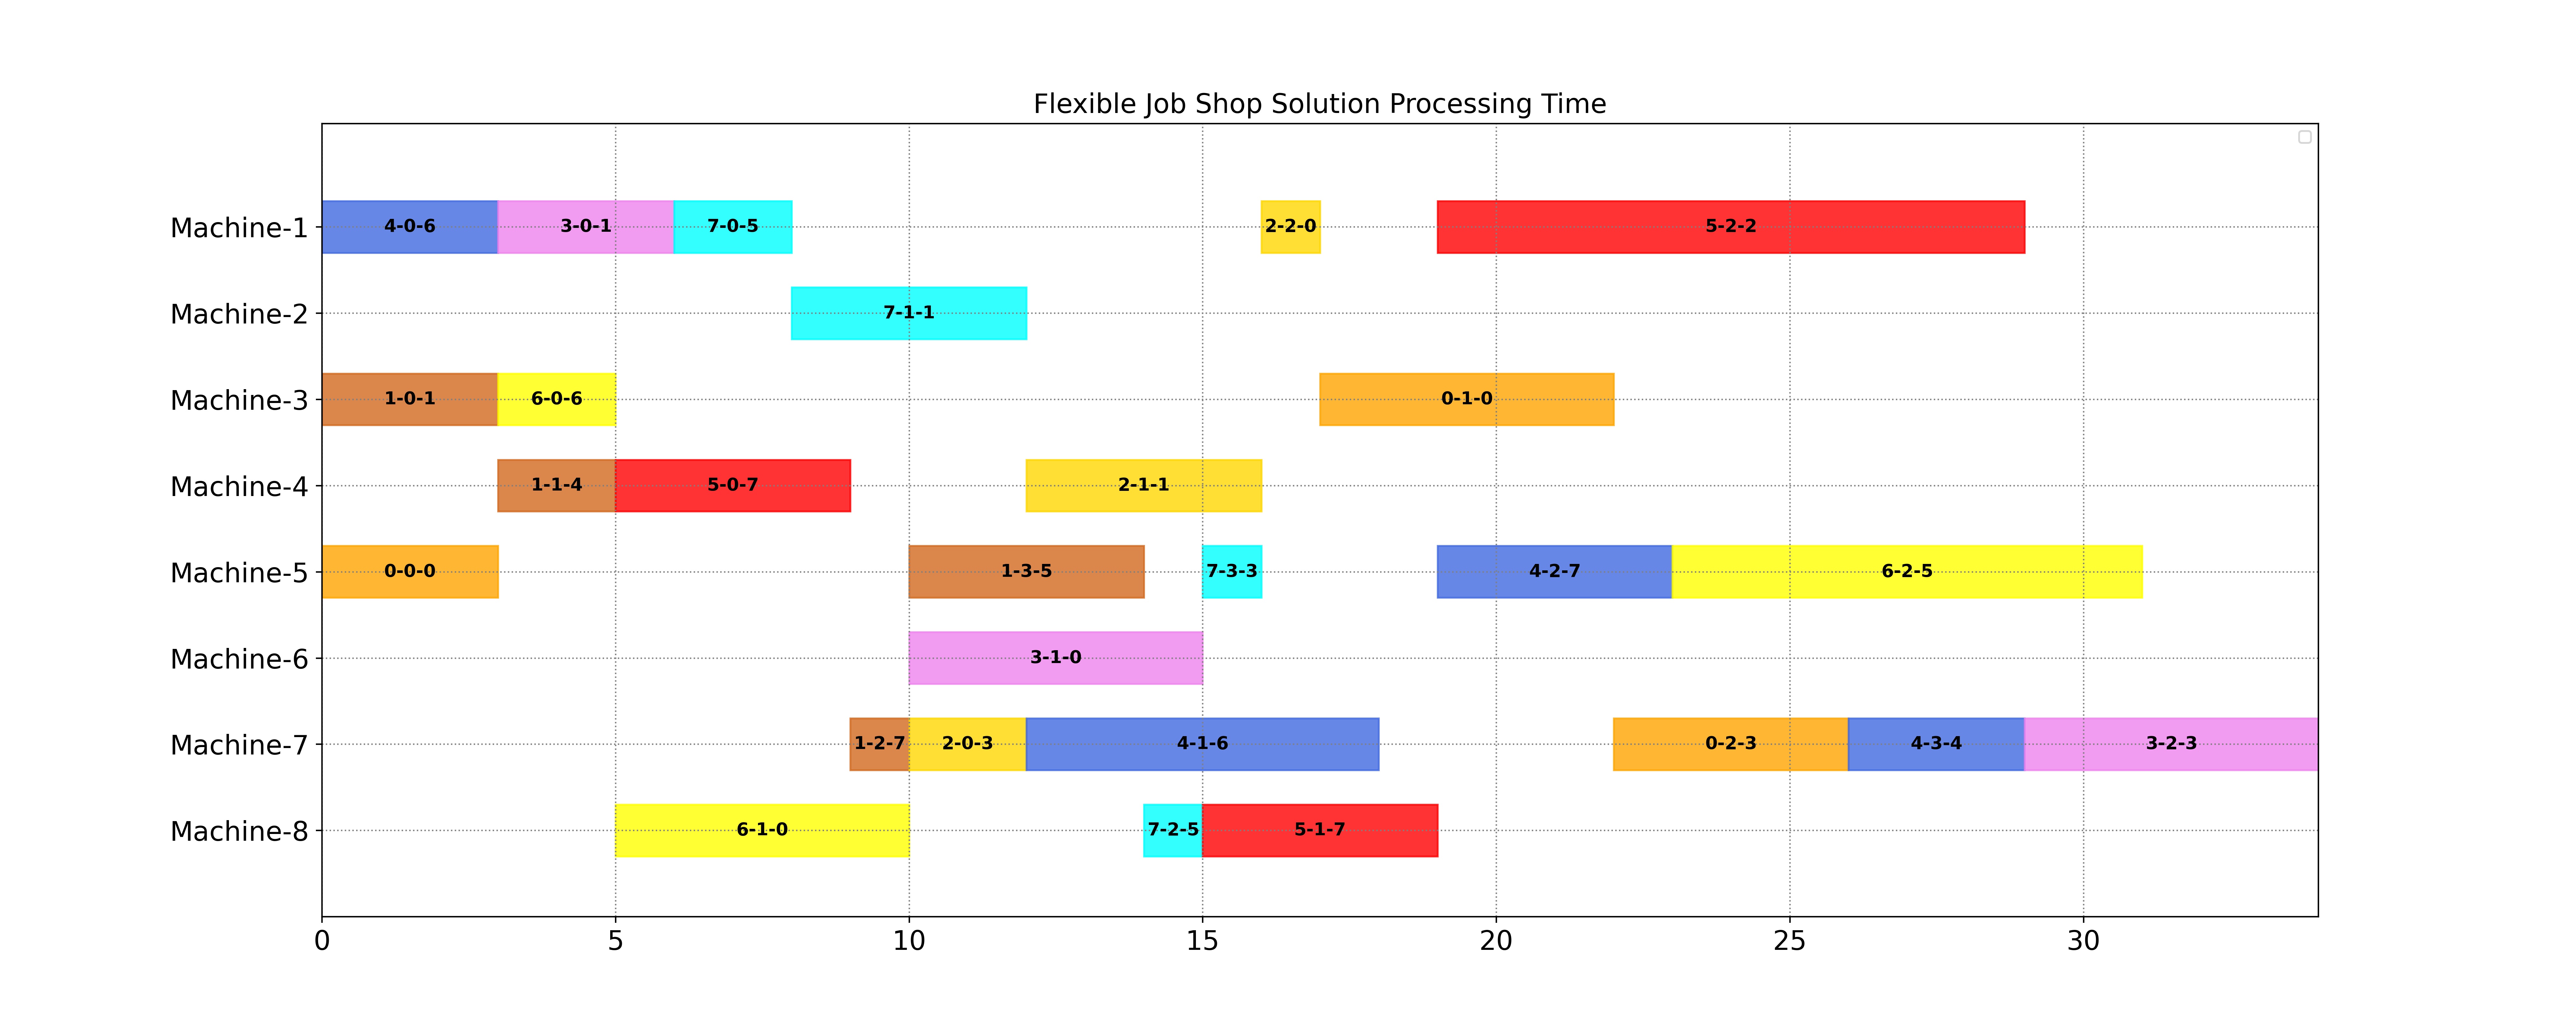 Flexible Job Shop Solution Processing Time
Machine-1 4-0-6 3-0-1 7-0-5 2-2-0 5-2-2
Machine-2 7-1-1
Machine-3 1-0-1 6-0-6 0-1-0
Machine-4 1-1-4 5-0-7 2-1-1
Machine-5 0-0-0 1-3-5 7-3-3 4-2-7 6-2-5
Machine-6 3-1-0
Machine-7 1-2-7 2-0-3 4-1-6 0-2-3 4-3-4 3-2-3
Machine-8 6-1-0 7-2-5 5-1-7
0 5 10 15 20 25 30